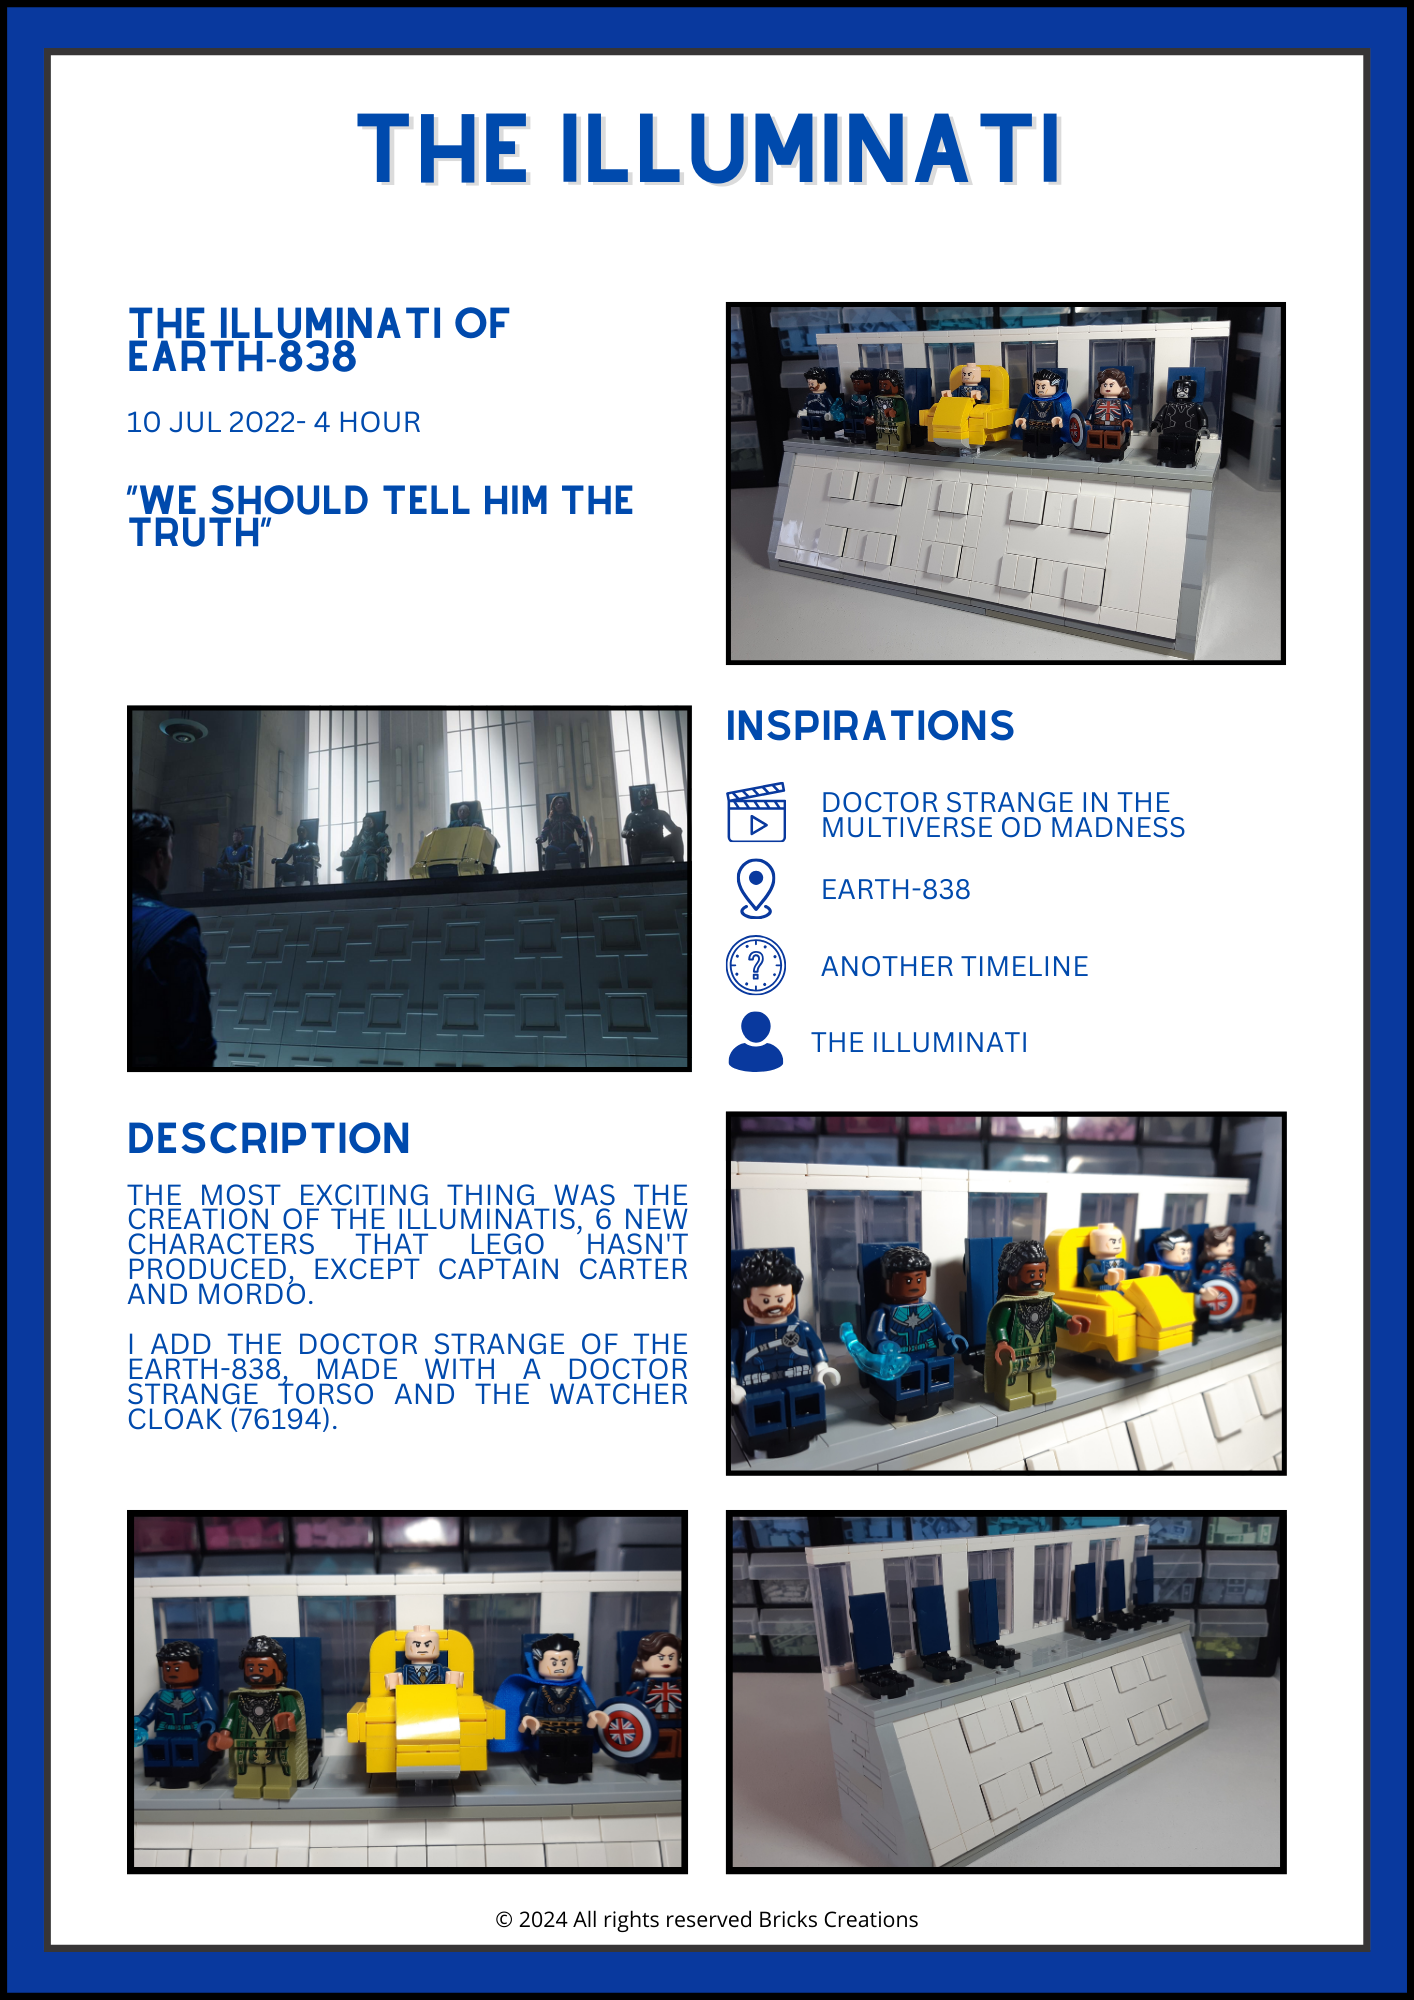 THE ILLUMINATI
THE ILLUMINATI OF
EARTH-838
10 JUL 2022- 4 HOUR
"WE SHOULD TELL HIM THE
TRUTH"
INSPIRATIONS
DOCTOR STRANGE IN THE
MULTIVERSE OD MADNESS
EARTH-838
ANOTHER TIMELINE
THE ILLUMINATI
DESCRIPTION
THE MOST EXCITING THING WAS THE
CREATION OF THE ILLUMINATIS, 6 NEW
CHARACTERS THAT LEGO HASN'T
PRODUCED, EXCEPT CAPTAIN CARTER
AND MORDO.
I ADD THE DOCTOR STRANGE OF THE
EARTH-838, MADE WITH A DOCTOR
STRANGE TORSO AND THE WATCHER
CLOAK (76194).
© 2024 All rights reserved Bricks Creations